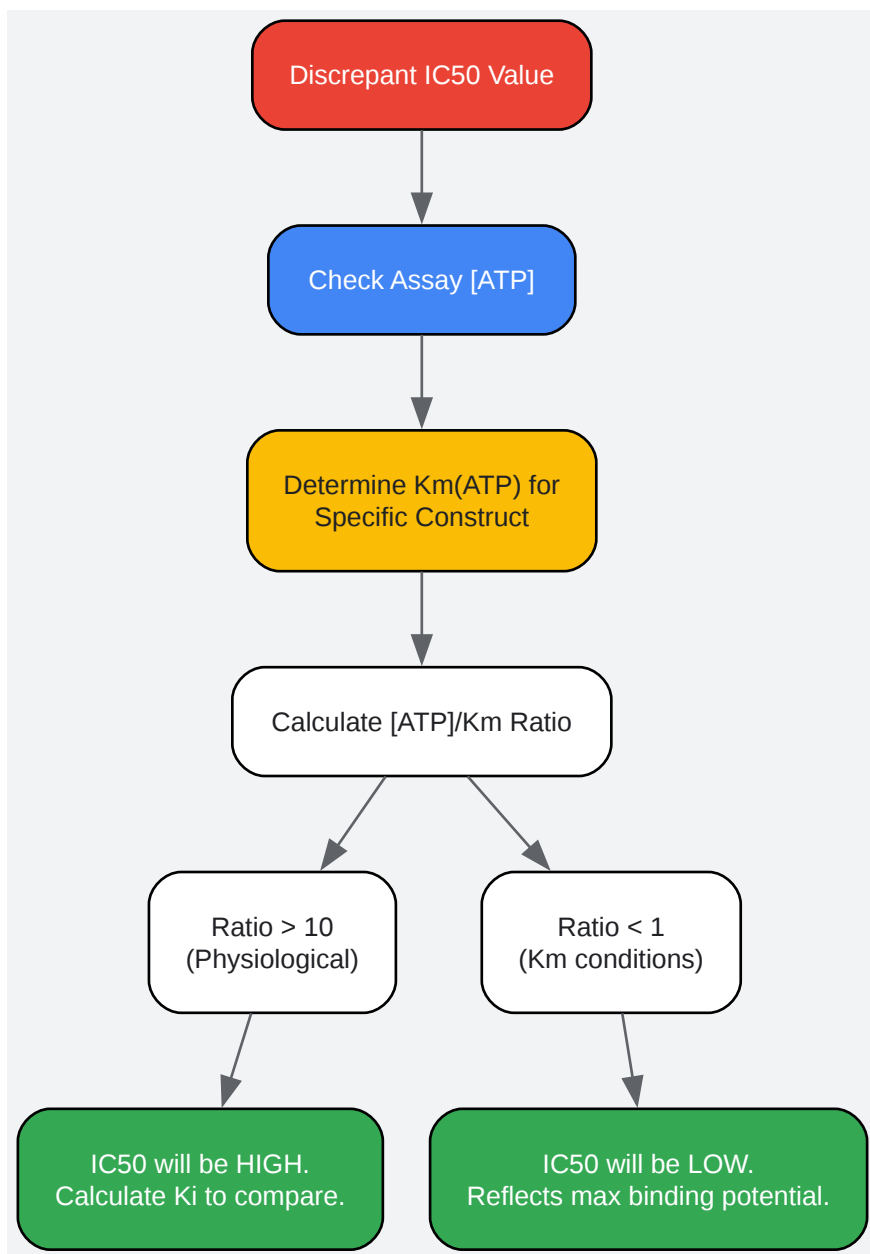 Discrepant IC50 Value
Check Assay [ATP]
Determine Km(ATP) for
Specific Construct
Calculate [ATP]/Km Ratio
Ratio > 10
(Physiological)
Ratio < 1
(Km conditions)
IC50 will be HIGH.
Calculate Ki to compare.
IC50 will be LOW.
Reflects max binding potential.